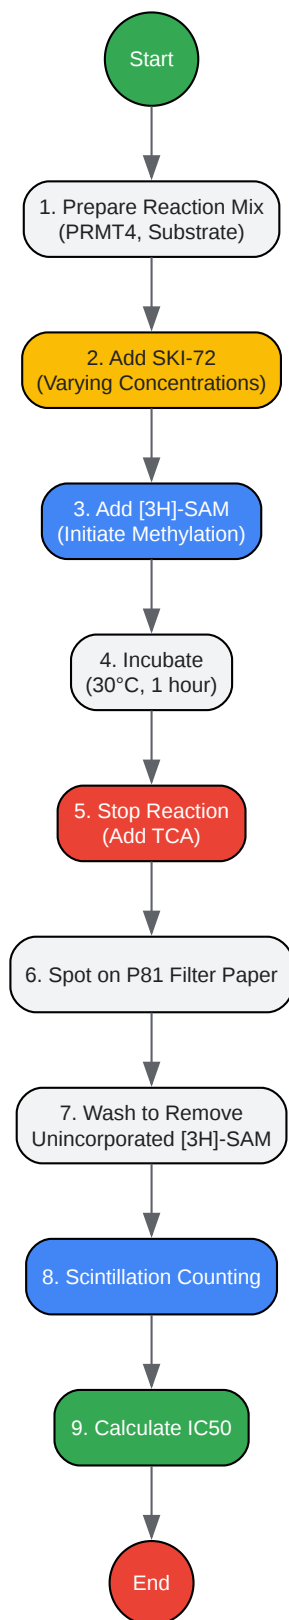 Start
1. Prepare Reaction Mix
(PRMT4, Substrate)
2. Add SKI-72
(Varying Concentrations)
3. Add [3H]-SAM
(Initiate Methylation)
4. Incubate
(30°C, 1 hour)
5. Stop Reaction
(Add TCA)
6. Spot on P81 Filter Paper
7. Wash to Remove
Unincorporated [3H]-SAM
8. Scintillation Counting
9. Calculate IC50
End